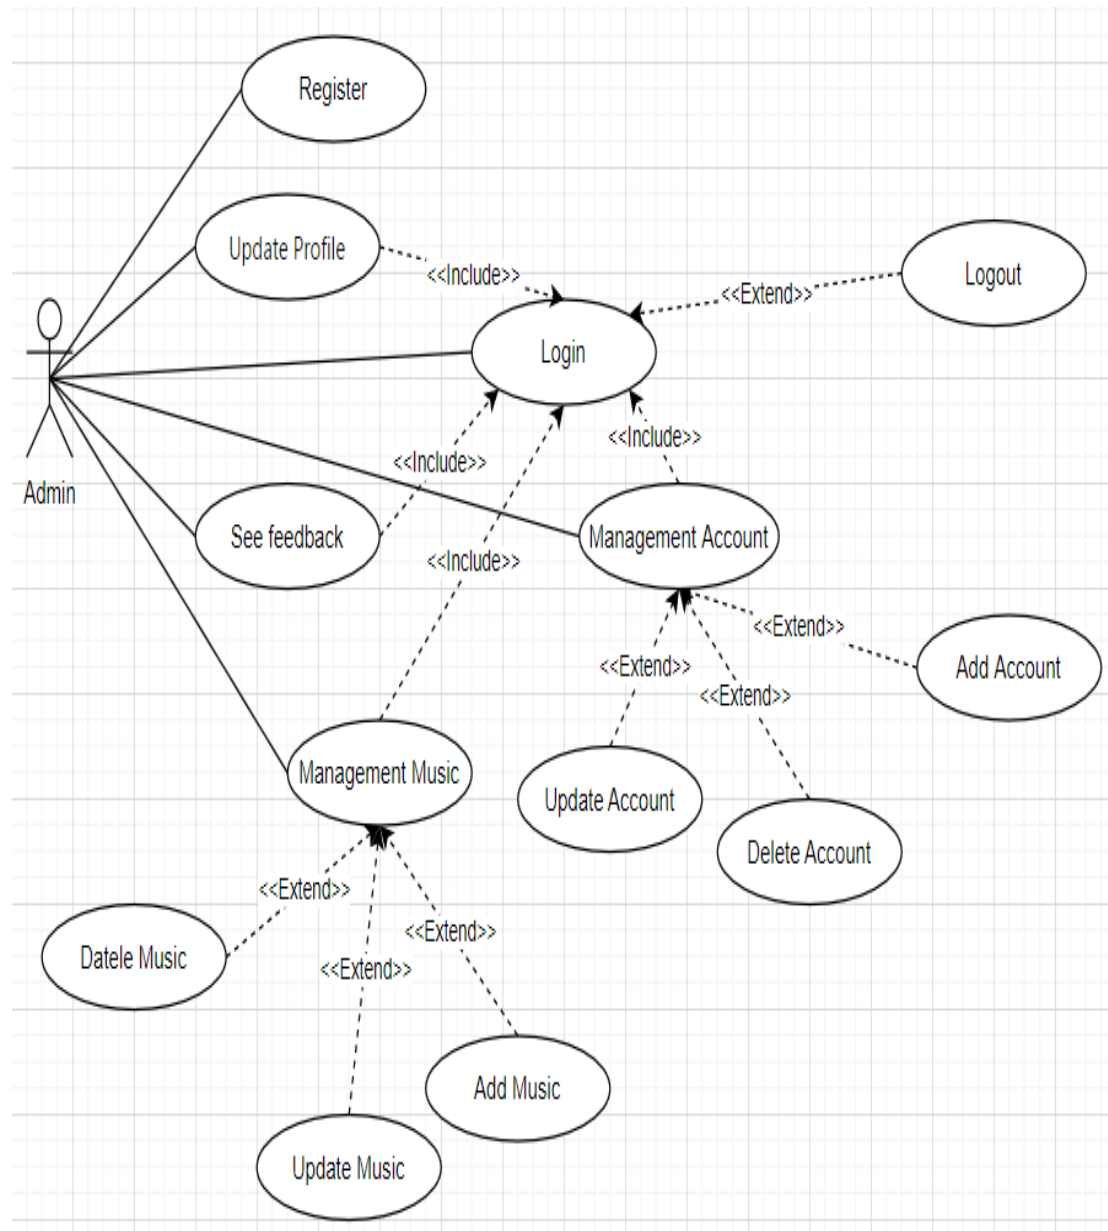 Register
Update Profile
<<Include>>
Logout
<<Extend>>
Login
<<Include>>
<<Include>>
Admin
See feedback
Management Account
<<Include>>
<<Extend>>
<<Extend>>
Add Account
<<Extend>>
Management Music
Update Account
Delete Account
<<Extend>>
<<Extend>>
Datele Music
<<Extend>>
Add Music
Update Music